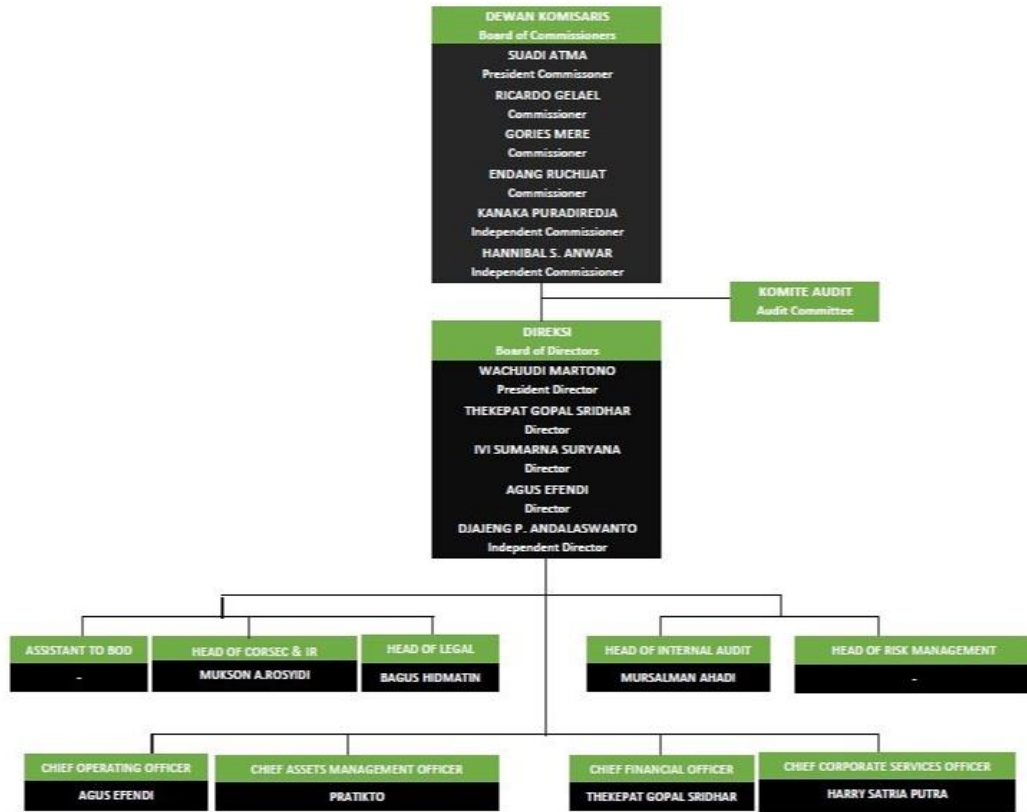 DEWAN KOMISARIS
Board of Commissioners
SUADI ATMA
President Commissoner
RICARDO GELAEL
Commissioner
GORIES MERE
Commissioner
ENDANG RUCHIJAT
Commissioner
KANAKA PURADIREDJA
Independent Commissioner
HANNIBAL S. ANWAR
Independent Commissioner
KOMITE AUDIT
Audit Committee
DIREKSI
Board of Directors
WACHJUDI MARTONO
President Director
THEKEPAT GOPAL SRIDHAR
Director
IVI SUMARNA SURYANA
Director
AGUS EFENDI
Director
DJAJENG P. ANDALASWANTO
Independent Director
ASSISTANT TO BOD
-
HEAD OF CORSEC & IR
MUKSON A.ROSYIDI
HEAD OF LEGAL
BAGUS HIDMATIN
HEAD OF INTERNAL AUDIT
MURSALMAN AHADI
HEAD OF RISK MANAGEMENT
-
CHIEF OPERATING OFFICER
AGUS EFENDI
CHIEF ASSETS MANAGEMENT OFFICER
PRATIKTO
CHIEF FINANCIAL OFFICER
THEKEPAT GOPAL SRIDHAR
CHIEF CORPORATE SERVICES OFFICER
HARRY SATRIA PUTRA